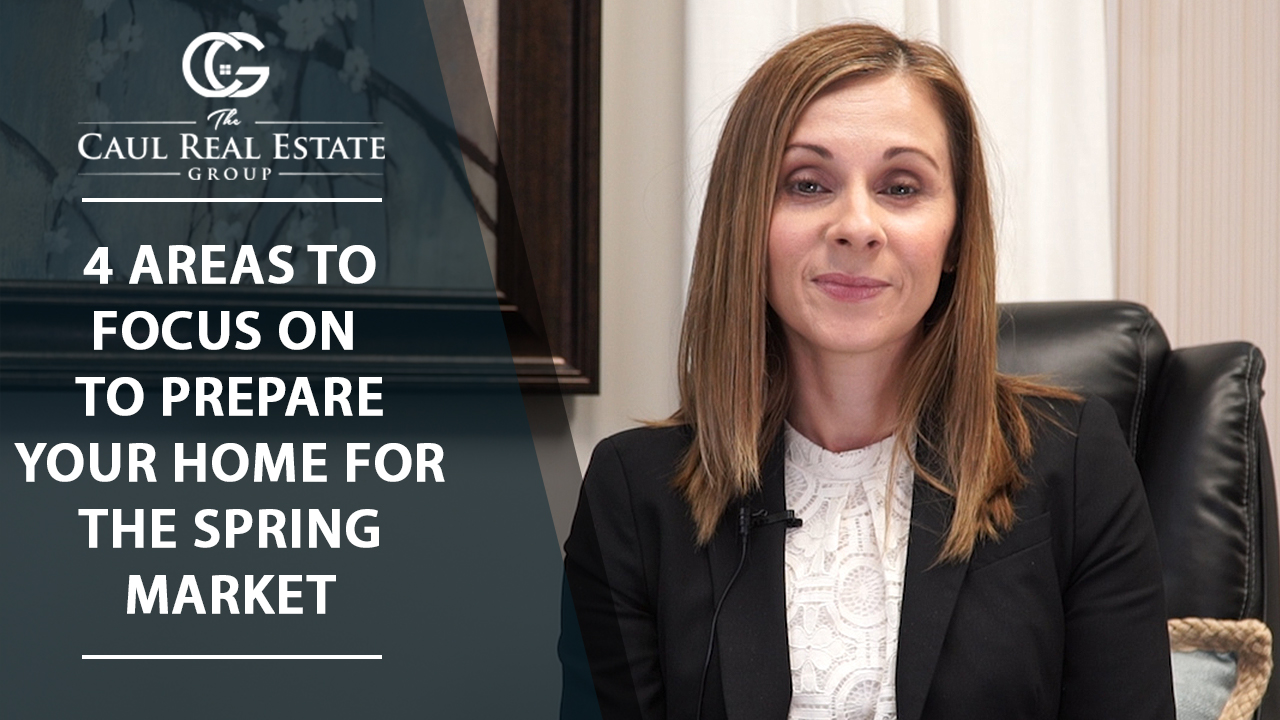 CG
The
CAUL REAL ESTATE
GROUP
4 AREAS TO
FOCUS ON
TO PREPARE
YOUR HOME FOR
THE SPRING
MARKET